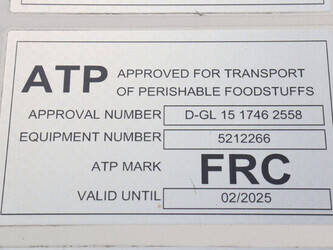 ATP APPROVED FOR TRANSPORT
OF PERISHABLE FOODSTUFFS
APPROVAL NUMBER D-GL 15 1746 2558
EQUIPMENT NUMBER 5212266
ATP MARK FRC
VALID UNTIL 02/2025